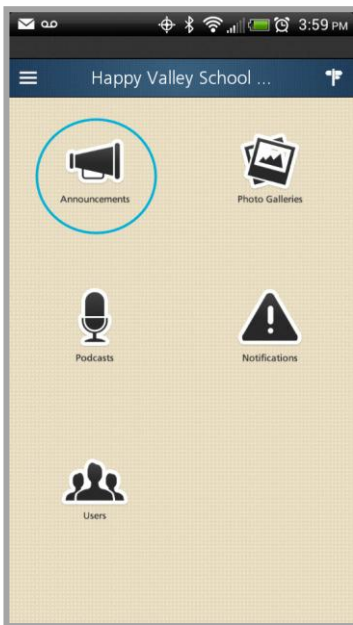 3:59 PM
Happy Valley School ...
Announcements
Photo Galleries
Podcasts
Notifications
Users